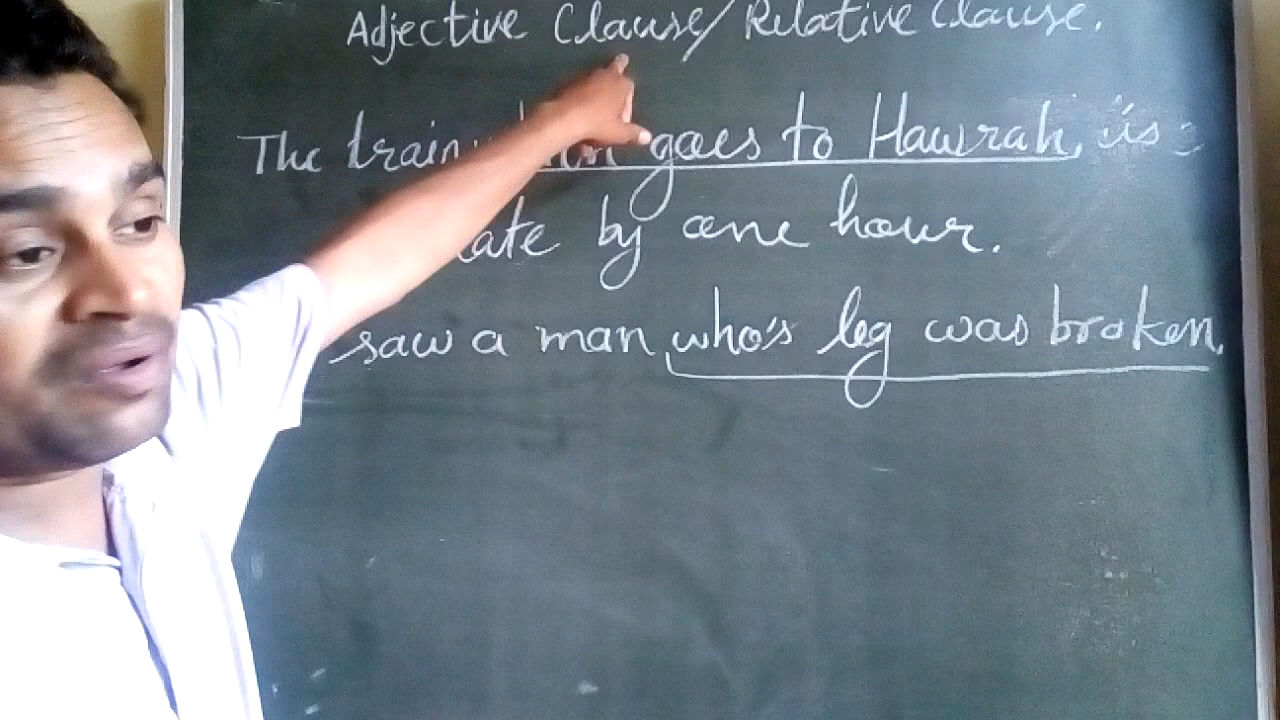 Adjective Clause/ Relative Clause.
The train goes to Hawrah, is
late by one hour.
saw a man, who's leg was broken.